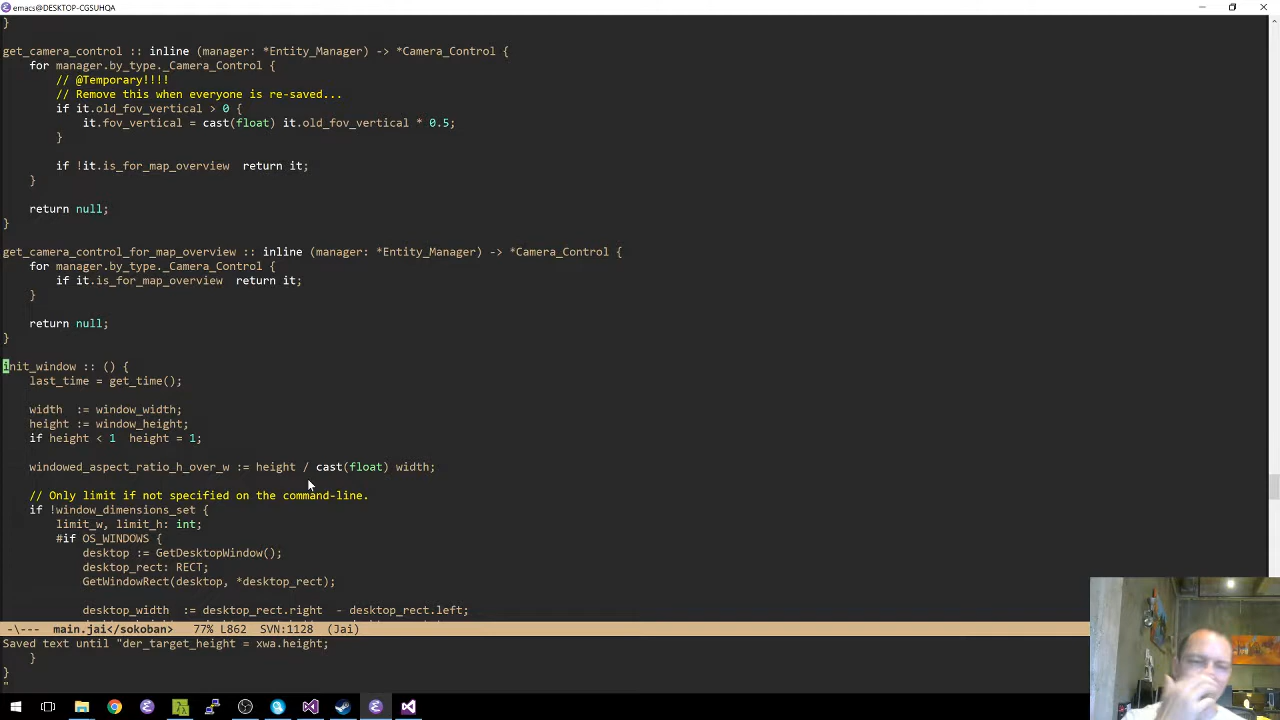 emacs@DESKTOP-CGSUHQA
}
get_camera_control :: inline (manager: *Entity_Manager) -> *Camera_Control {
    for manager.by_type._Camera_Control {
        // @Temporary!!!!
        // Remove this when everyone is re-saved...
        if it.old_fov_vertical > 0 {
            it.fov_vertical = cast(float) it.old_fov_vertical * 0.5;
        }
        if !it.is_for_map_overview  return it;
    }
    return null;
}
get_camera_control_for_map_overview :: inline (manager: *Entity_Manager) -> *Camera_Control {
    for manager.by_type._Camera_Control {
        if it.is_for_map_overview  return it;
    }
    return null;
}
init_window :: () {
    last_time = get_time();
    width  := window_width;
    height := window_height;
    if height < 1  height = 1;
    windowed_aspect_ratio_h_over_w := height / cast(float) width;
    // Only limit if not specified on the command-line.
    if !window_dimensions_set {
        limit_w, limit_h: int;
        #if OS_WINDOWS {
            desktop := GetDesktopWindow();
            desktop_rect: RECT;
            GetWindowRect(desktop, *desktop_rect);
            desktop_width  := desktop_rect.right  - desktop_rect.left;
-\---  main.jai</sokoban>   77% L862  SVN:1128  (Jai)
Saved text until "der_target_height = xwa.height;
    }
}
"